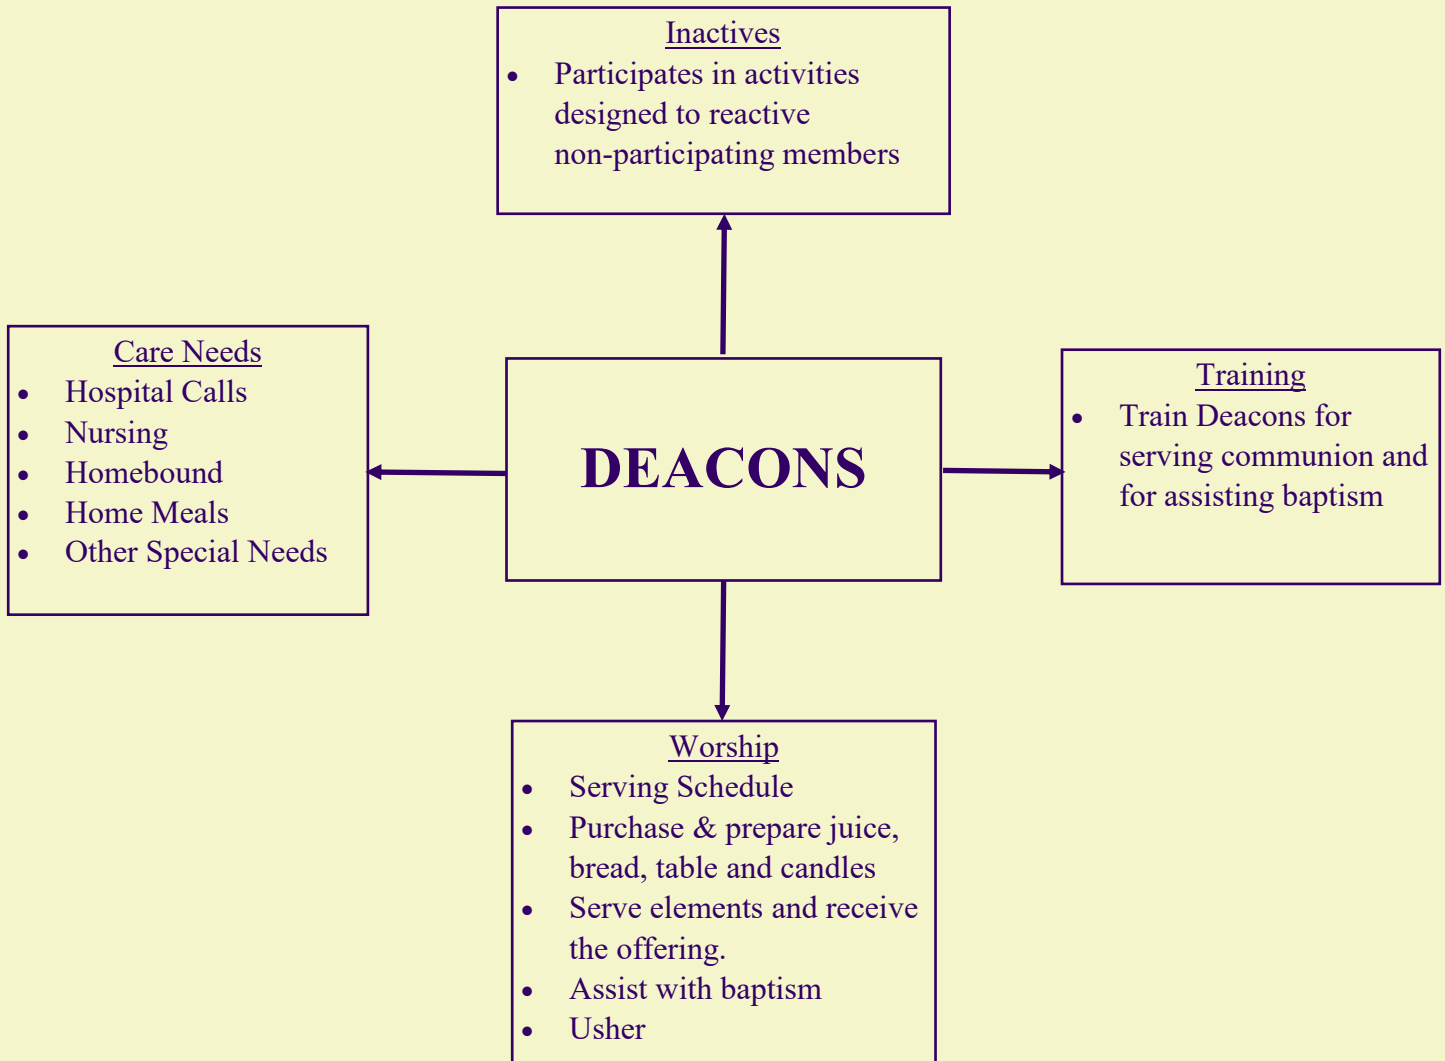 Inactives
• Participates in activities
designed to reactive
non-participating members
Care Needs
• Hospital Calls
• Nursing
• Homebound
• Home Meals
• Other Special Needs
DEACONS
Training
• Train Deacons for
serving communion and
for assisting baptism
Worship
• Serving Schedule
• Purchase & prepare juice,
bread, table and candles
• Serve elements and receive
the offering.
• Assist with baptism
• Usher